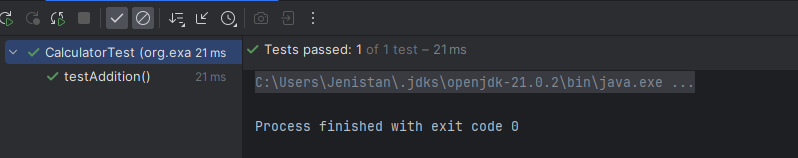 CalculatorTest (org.exa 21 ms
testAddition() 21 ms
Tests passed: 1 of 1 test – 21 ms
C:\Users\Jenistan\.jdks\openjdk-21.0.2\bin\java.exe ...
Process finished with exit code 0